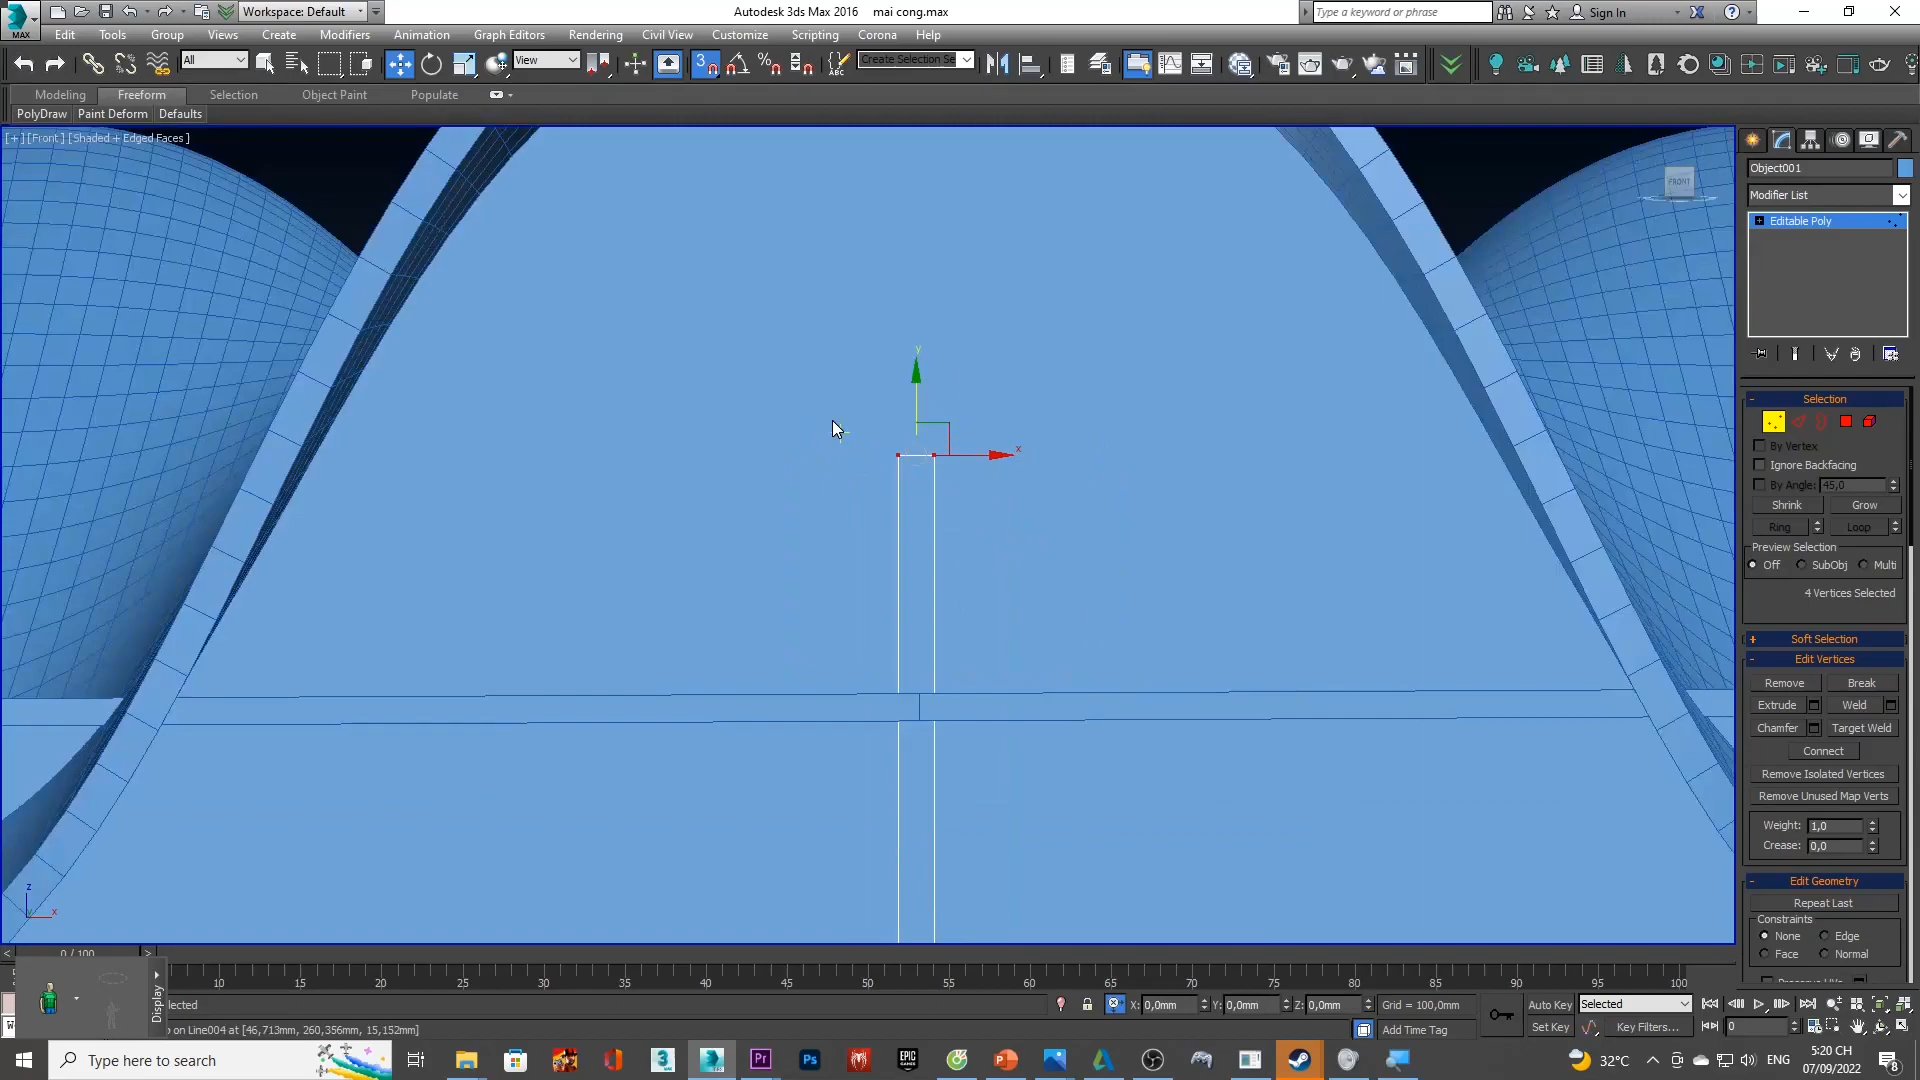 Workspace: Default
Autodesk 3ds Max 2016 mai cong.max
Type a keyword or phrase
Sign In
MAX
Edit Tools Group Views Create Modifiers Animation Graph Editors Rendering Civil View Customize Scripting Corona Help
All
View
3
ABC
Create Selection Se
Modeling Freeform Selection Object Paint Populate
PolyDraw Paint Deform Defaults
[+] [Front] [Shaded + Edged Faces ]
FRONT
y
x
z
x
Object001
Modifier List
Editable Poly
Selection
By Vertex
Ignore Backfacing
By Angle: 45,0
Shrink Grow
Ring Loop
Preview Selection
Off SubObj Multi
4 Vertices Selected
Soft Selection
Edit Vertices
Remove Break
Extrude Weld
Chamfer Target Weld
Connect
Remove Isolated Vertices
Remove Unused Map Verts
Weight: 1,0
Crease: 0,0
Edit Geometry
Repeat Last
Constraints
None Edge
Face Normal
0 / 100
10 15 20 25 30 35 40 45 50 55 60 65 70 75 80 85 90 95 100
Display
lected
X: 0,0mm Y: 0,0mm Z: 0,0mm Grid = 100,0mm
Auto Key Selected
on Line004 at [46,713mm, 260,356mm, 15,152mm]
Add Time Tag
Set Key Key Filters...
0
Type here to search
32°C
ENG
5:20 CH
07/09/2022
8